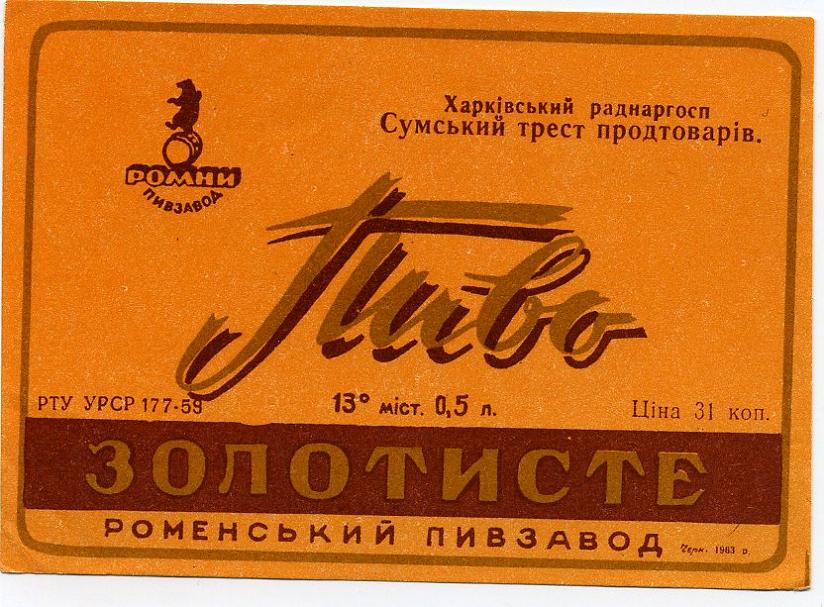 Харківський раднаргосп
Сумський трест продтоварів.
РОМНИ
ПИВЗАВОД
Пиво
РТУ УРСР 177-59
13° міст. 0,5 л.
Ціна 31 коп.
ЗОЛОТИСТЕ
РОМЕНСЬКИЙ ПИВЗАВОД
1963 р.